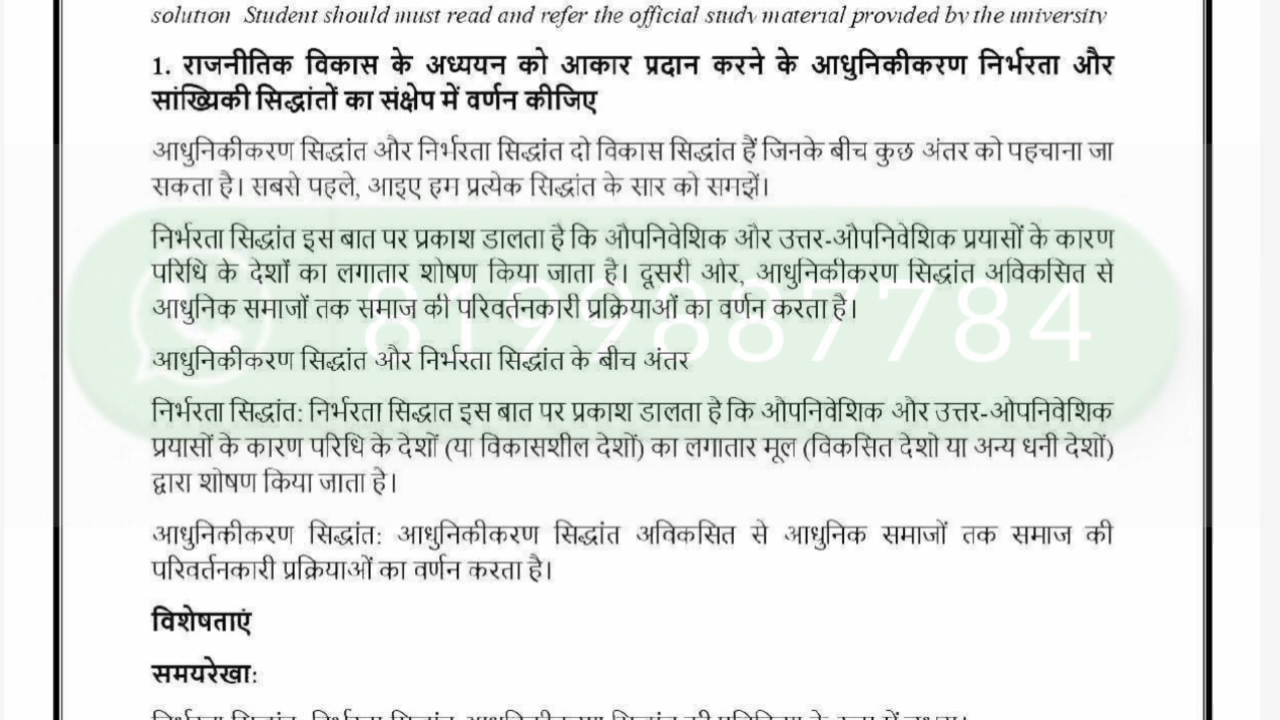 solution Student should must read and refer the official study material provided by the university
1. राजनीतिक विकास के अध्ययन को आकार प्रदान करने के आधुनिकीकरण निर्भरता और
सांख्यिकी सिद्धांतों का संक्षेप में वर्णन कीजिए
आधुनिकीकरण सिद्धांत और निर्भरता सिद्धांत दो विकास सिद्धांत हैं जिनके बीच कुछ अंतर को पहचाना जा
सकता है। सबसे पहले, आइए हम प्रत्येक सिद्धांत के सार को समझें।
निर्भरता सिद्धांत इस बात पर प्रकाश डालता है कि औपनिवेशिक और उत्तर-औपनिवेशिक प्रयासों के कारण
परिधि के देशों का लगातार शोषण किया जाता है। दूसरी ओर, आधुनिकीकरण सिद्धांत अविकसित से
आधुनिक समाजों तक समाज की परिवर्तनकारी प्रक्रियाओं का वर्णन करता है।
8199887784
आधुनिकीकरण सिद्धांत और निर्भरता सिद्धांत के बीच अंतर
निर्भरता सिद्धांत: निर्भरता सिद्धात इस बात पर प्रकाश डालता है कि औपनिवेशिक और उत्तर-ओपनिवेशिक
प्रयासों के कारण परिधि के देशों (या विकासशील देशों) का लगातार मूल (विकसित देशो या अन्य धनी देशों)
द्वारा शोषण किया जाता है।
आधुनिकीकरण सिद्धांत: आधुनिकीकरण सिद्धांत अविकसित से आधुनिक समाजों तक समाज की
परिवर्तनकारी प्रक्रियाओं का वर्णन करता है।
विशेषताएं
समयरेखा: